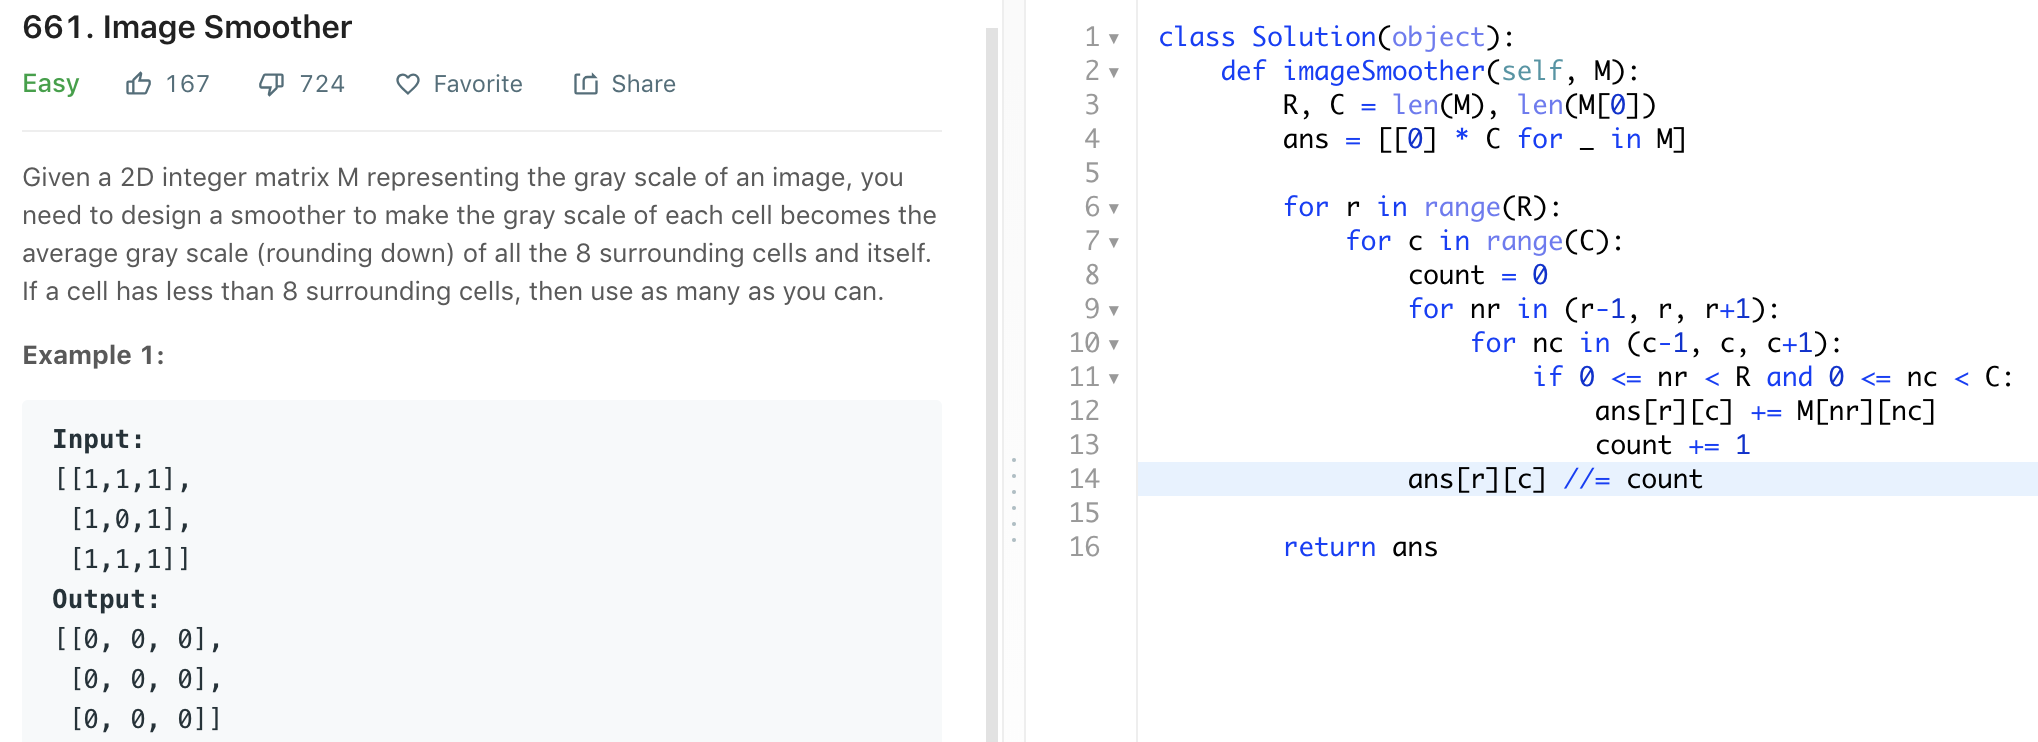 661. Image Smoother
Easy 167 724 Favorite Share
Given a 2D integer matrix M representing the gray scale of an image, you
need to design a smoother to make the gray scale of each cell becomes the
average gray scale (rounding down) of all the 8 surrounding cells and itself.
If a cell has less than 8 surrounding cells, then use as many as you can.
Example 1:
Input:
[[1,1,1],
 [1,0,1],
 [1,1,1]]
Output:
[[0, 0, 0],
 [0, 0, 0],
 [0, 0, 0]]
1 class Solution(object):
2     def imageSmoother(self, M):
3         R, C = len(M), len(M[0])
4         ans = [[0] * C for _ in M]
5
6         for r in range(R):
7             for c in range(C):
8                 count = 0
9                 for nr in (r-1, r, r+1):
10                     for nc in (c-1, c, c+1):
11                         if 0 <= nr < R and 0 <= nc < C:
12                             ans[r][c] += M[nr][nc]
13                             count += 1
14                 ans[r][c] //= count
15
16         return ans